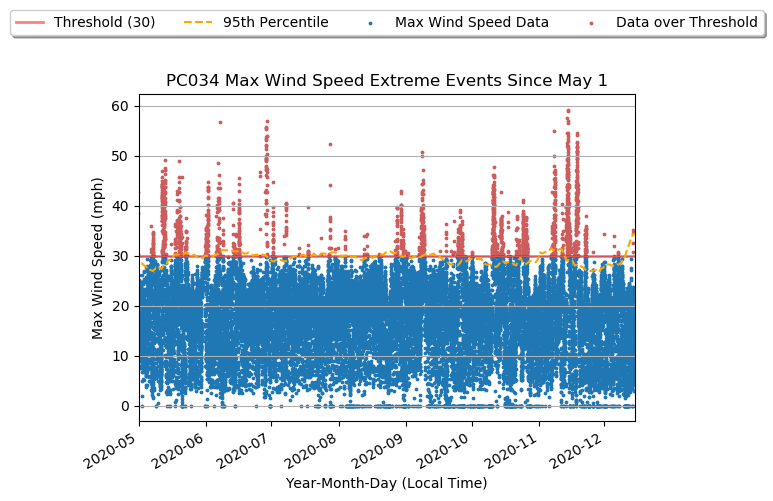 Threshold (30) 95th Percentile Max Wind Speed Data Data over Threshold
PC034 Max Wind Speed Extreme Events Since May 1
60
50
40
30
20
10
0
Max Wind Speed (mph)
2020-05 2020-06 2020-07 2020-08 2020-09 2020-10 2020-11 2020-12
Year-Month-Day (Local Time)